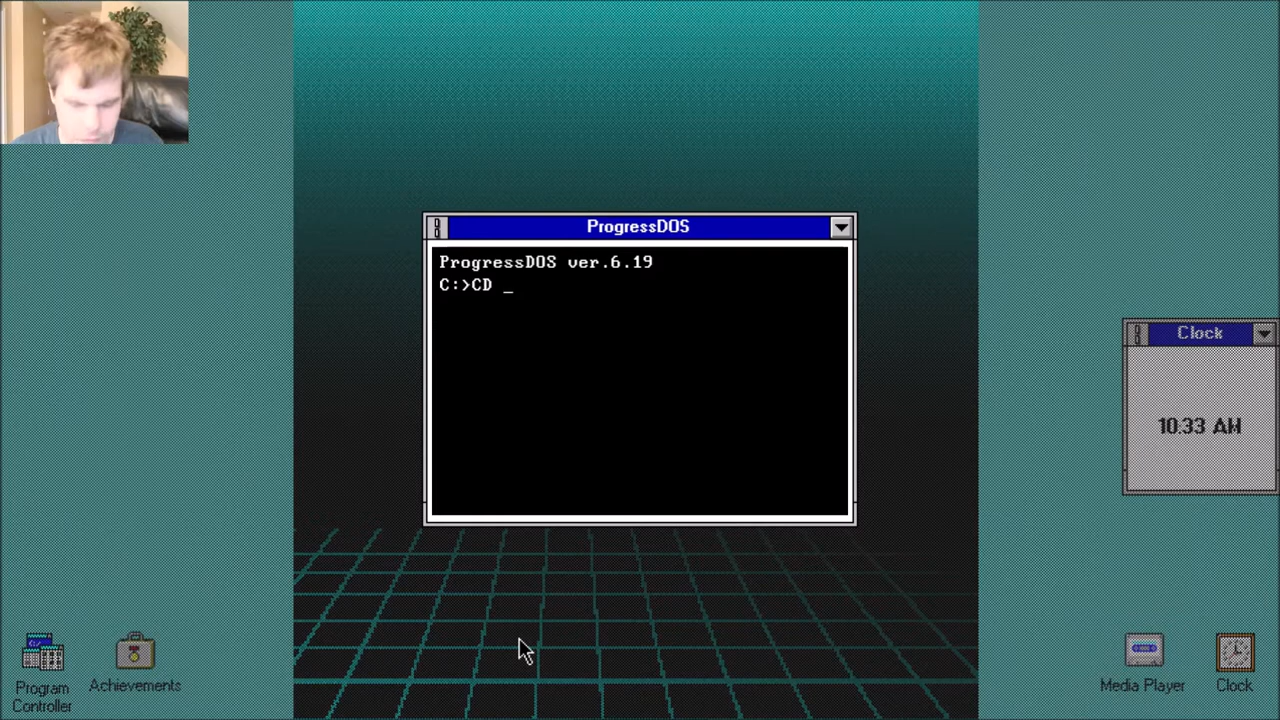 ProgressDOS
ProgressDOS ver.6.19
C:>CD _
Clock
10.33 AM
Program
Controller
Achievements
Media Player
Clock